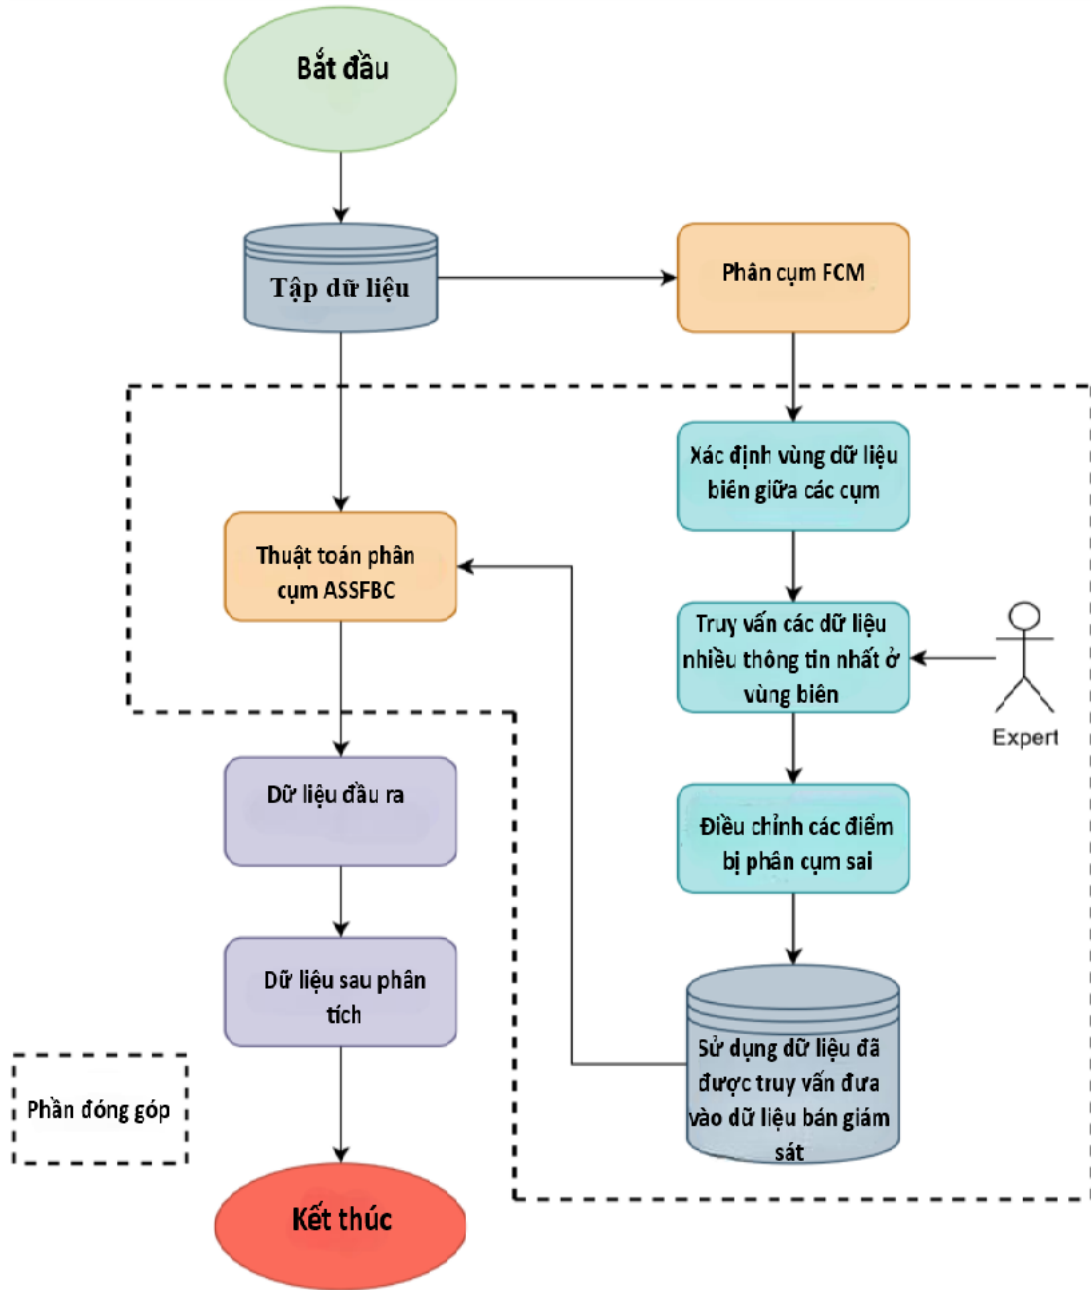 Bắt đầu
Tập dữ liệu
Phân cụm FCM
Xác định vùng dữ liệu
biên giữa các cụm
Thuật toán phân
cụm ASSFBC
Truy vấn các dữ liệu
nhiều thông tin nhất ở
vùng biên
Expert
Dữ liệu đầu ra
Điều chỉnh các điểm
bị phân cụm sai
Dữ liệu sau phân
tích
Sử dụng dữ liệu đã
được truy vấn đưa
vào dữ liệu bán giám
sát
Phần đóng góp
Kết thúc